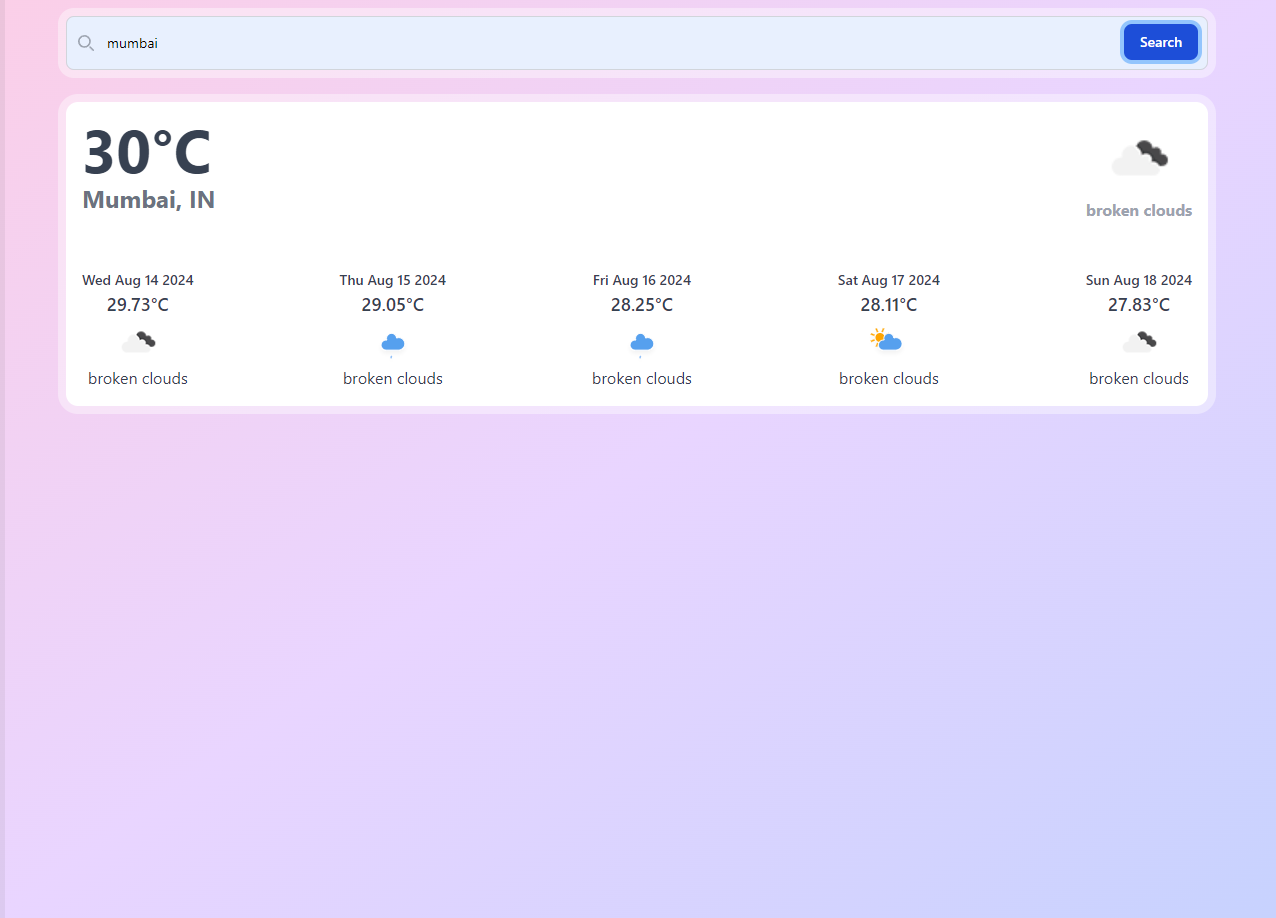 mumbai
Search
30°C
Mumbai, IN
broken clouds
Wed Aug 14 2024
29.73°C
broken clouds
Thu Aug 15 2024
29.05°C
broken clouds
Fri Aug 16 2024
28.25°C
broken clouds
Sat Aug 17 2024
28.11°C
broken clouds
Sun Aug 18 2024
27.83°C
broken clouds